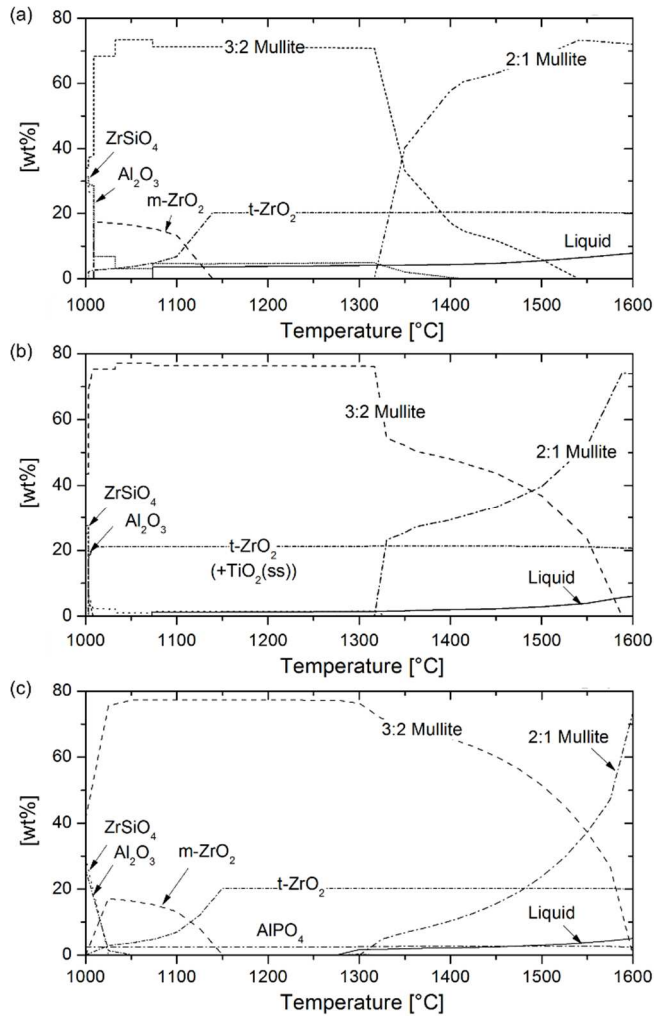 (a)
80
60
40
20
0
[wt%]
3:2 Mullite
2:1 Mullite
ZrSiO₄
Al₂O₃
m-ZrO₂
t-ZrO₂
Liquid
1000 1100 1200 1300 1400 1500 1600
Temperature [°C]
(b)
80
60
40
20
0
[wt%]
3:2 Mullite
2:1 Mullite
ZrSiO₄
Al₂O₃
t-ZrO₂
(+TiO₂(ss))
Liquid
1000 1100 1200 1300 1400 1500 1600
Temperature [°C]
(c)
80
60
40
20
0
[wt%]
3:2 Mullite
2:1 Mullite
ZrSiO₄
Al₂O₃
m-ZrO₂
t-ZrO₂
AlPO₄
Liquid
1000 1100 1200 1300 1400 1500 1600
Temperature [°C]